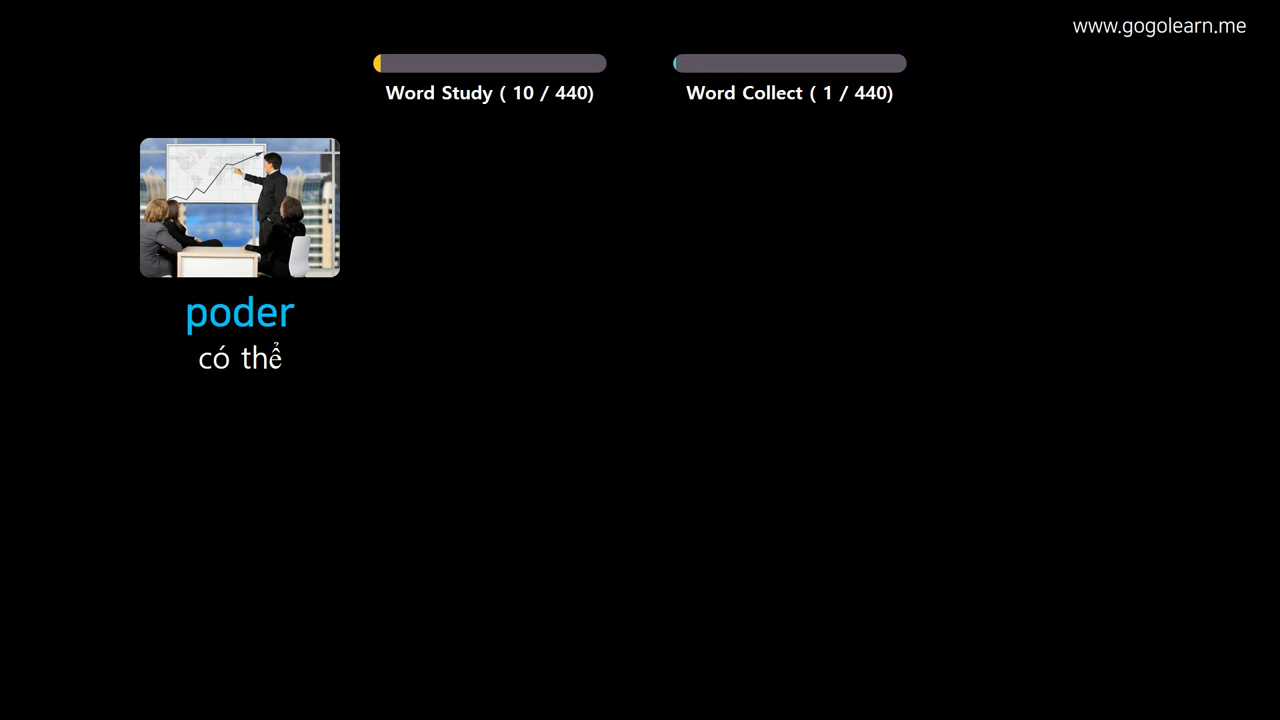 www.gogolearn.me
Word Study ( 10 / 440)
Word Collect ( 1 / 440)
poder
có thể